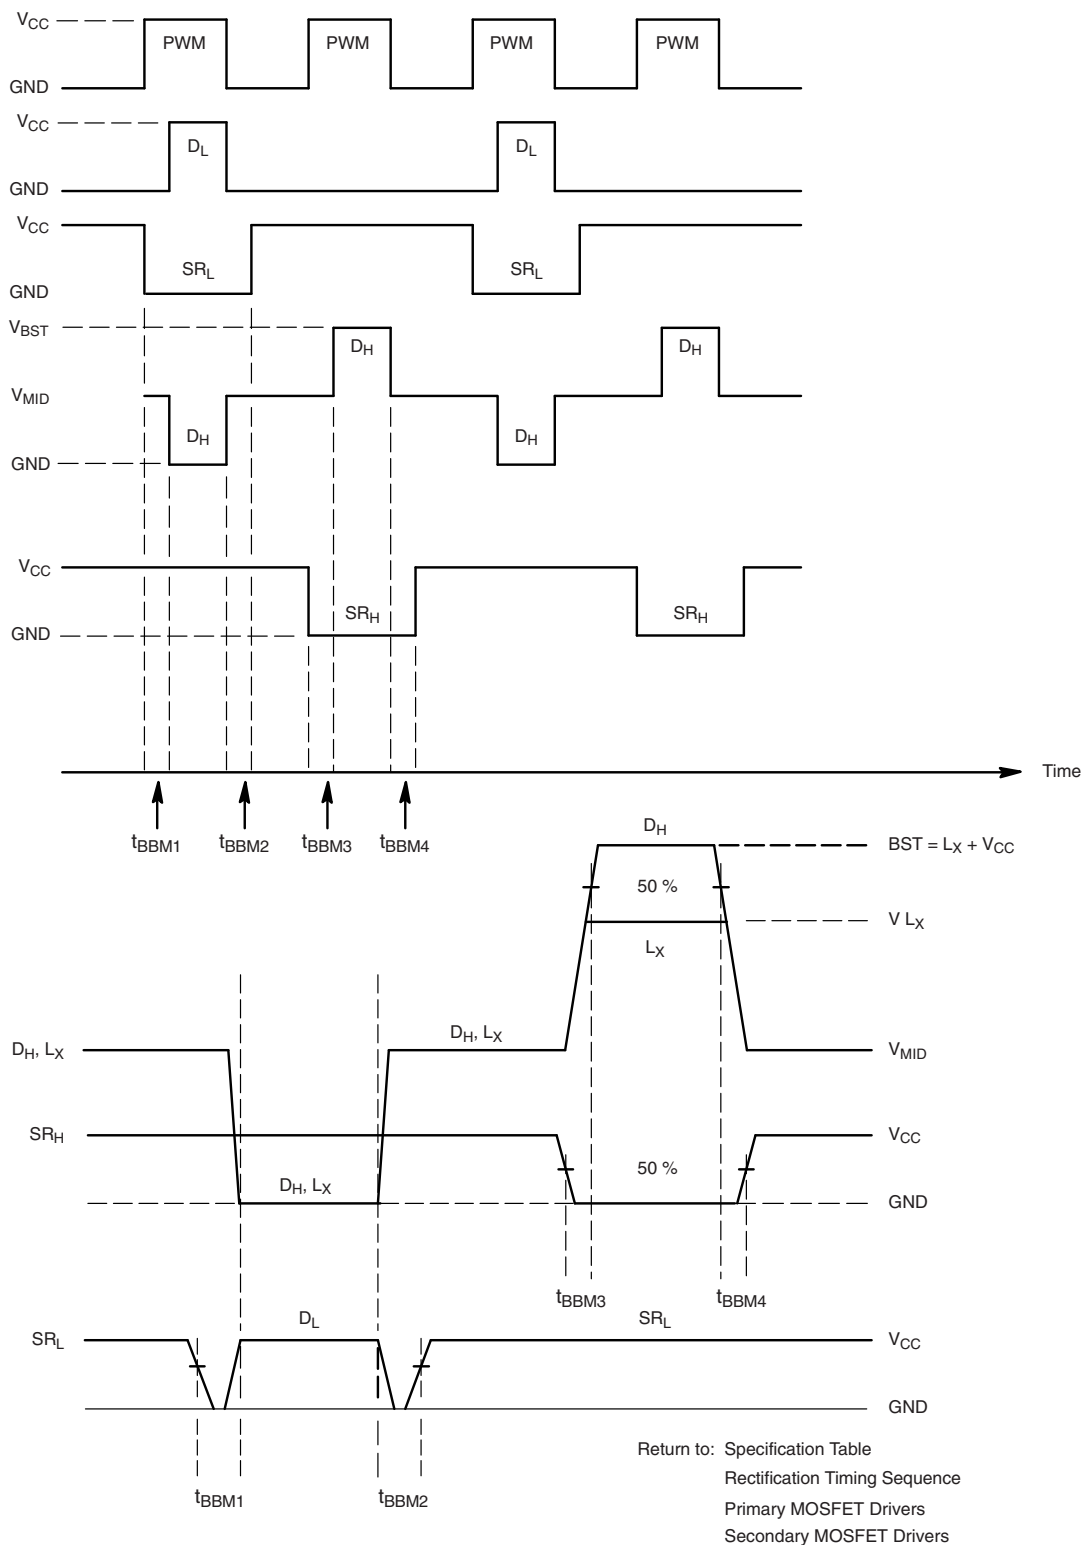 VCC
PWM PWM PWM PWM
GND
VCC
DL DL
GND
VCC
SRL SRL
GND
VBST
DH DH
VMID
DH DH
GND
VCC
SRH SRH
GND
Time
tBBM1 tBBM2 tBBM3 tBBM4
DH
BST = LX + VCC
50 %
V LX
LX
DH, LX
DH, LX
VMID
SRH
VCC
50 %
DH, LX
GND
tBBM3 tBBM4
DL
SRL
SRL
VCC
GND
tBBM1 tBBM2
Return to: Specification Table
Rectification Timing Sequence
Primary MOSFET Drivers
Secondary MOSFET Drivers